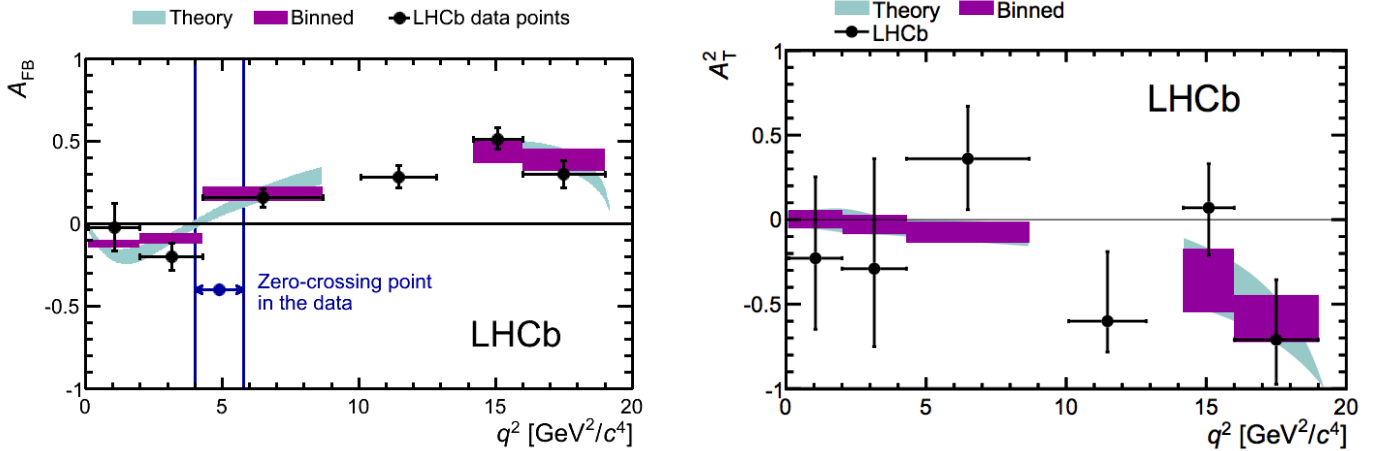 Theory Binned LHCb data points
A_FB
1
0.5
0
-0.5
-1
Zero-crossing point
in the data
LHCb
0 5 10 15 20
q² [GeV²/c⁴]
Theory Binned
LHCb
A_T²
1
0.5
0
-0.5
-1
LHCb
0 5 10 15 20
q² [GeV²/c⁴]